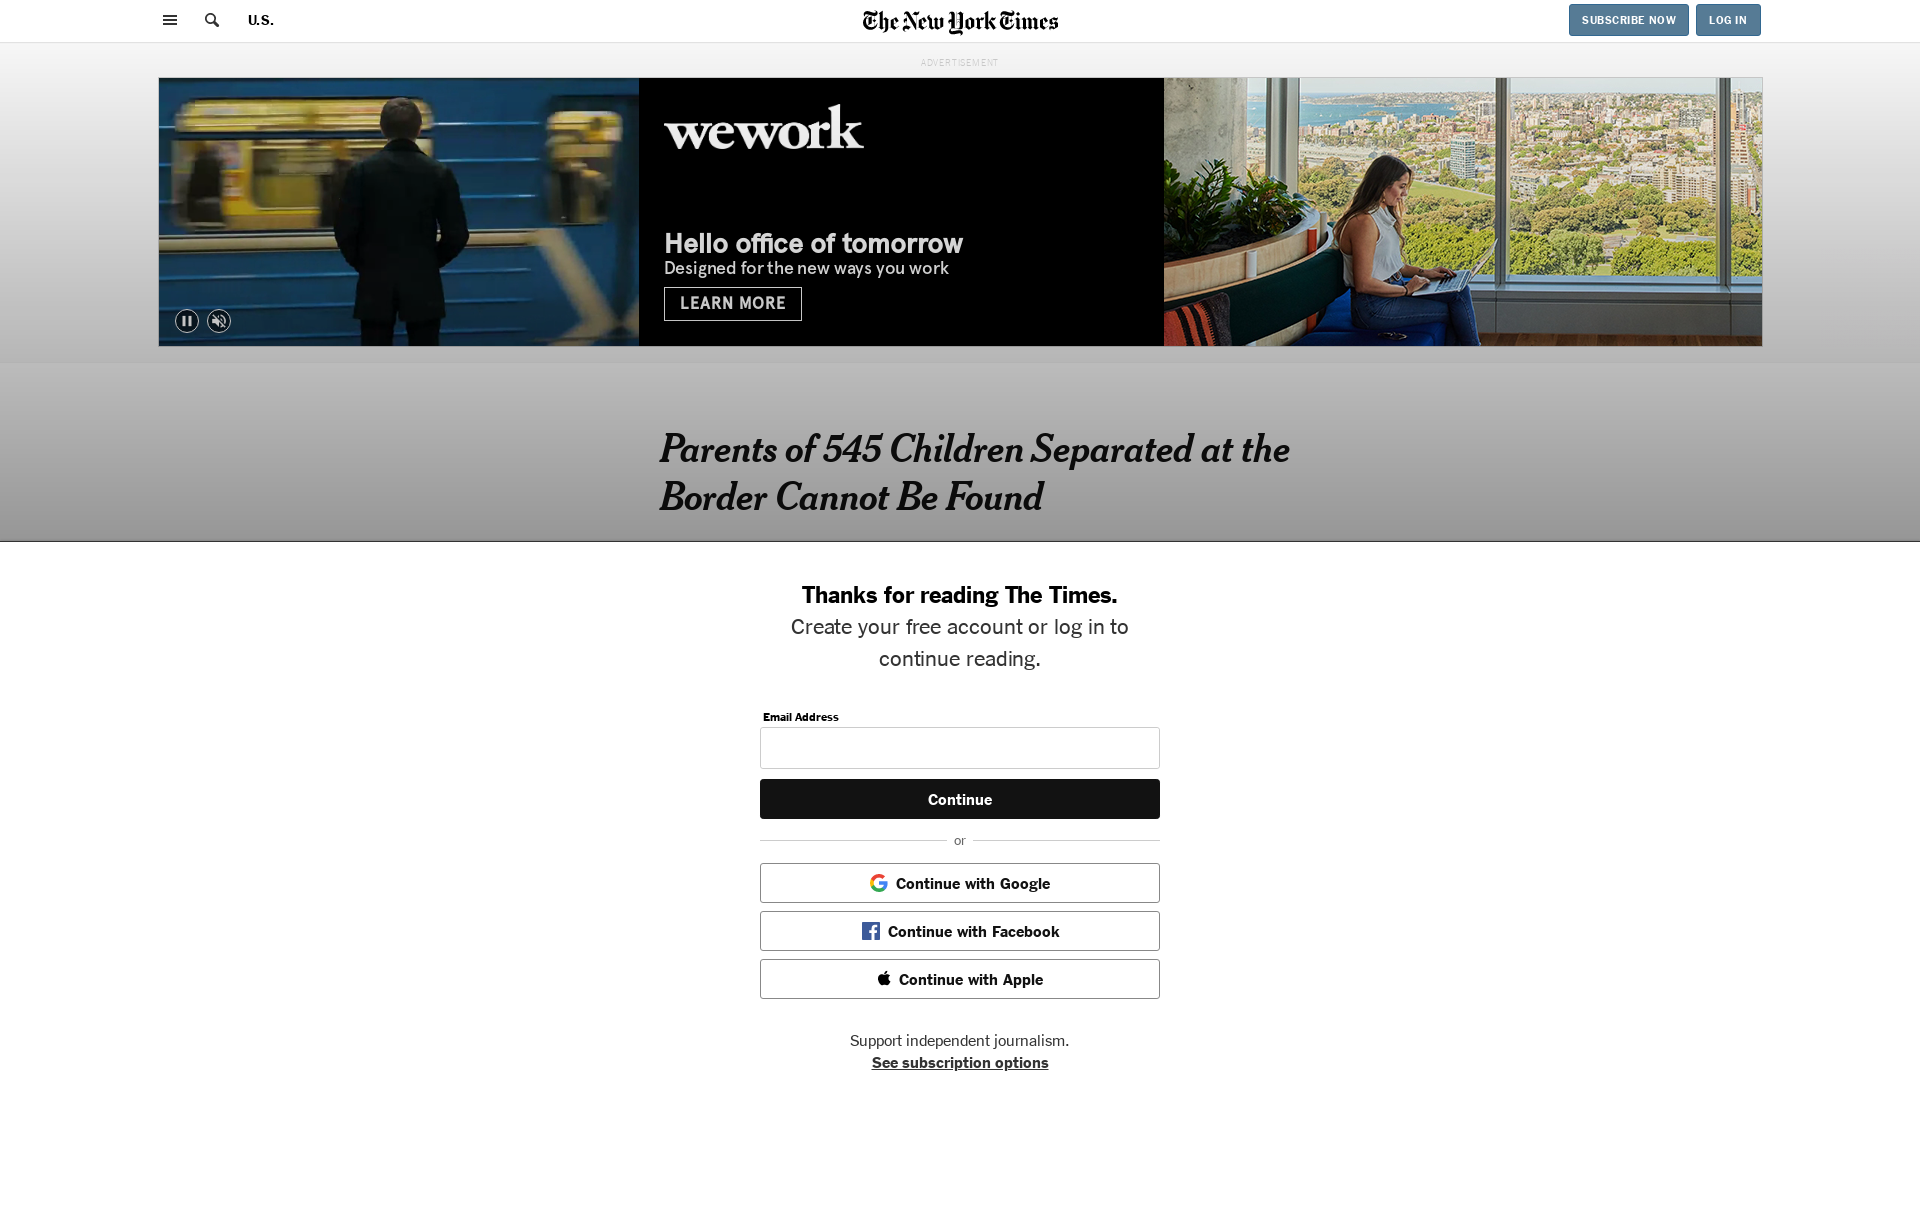 U.S.
The New York Times
SUBSCRIBE NOW
LOG IN
ADVERTISEMENT
wework
Hello office of tomorrow
Designed for the new ways you work
LEARN MORE
Parents of 545 Children Separated at the
Border Cannot Be Found
Thanks for reading The Times.
Create your free account or log in to
continue reading.
Email Address
Continue
or
Continue with Google
Continue with Facebook
Continue with Apple
Support independent journalism.
See subscription options